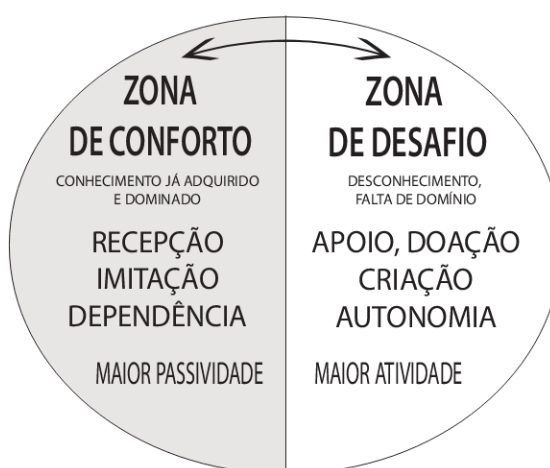 ZONA
DE CONFORTO
CONHECIMENTO JÁ ADQUIRIDO
E DOMINADO
RECEPÇÃO
IMITAÇÃO
DEPENDÊNCIA
MAIOR PASSIVIDADE
ZONA
DE DESAFIO
DESCONHECIMENTO,
FALTA DE DOMÍNIO
APOIO, DOAÇÃO
CRIAÇÃO
AUTONOMIA
MAIOR ATIVIDADE